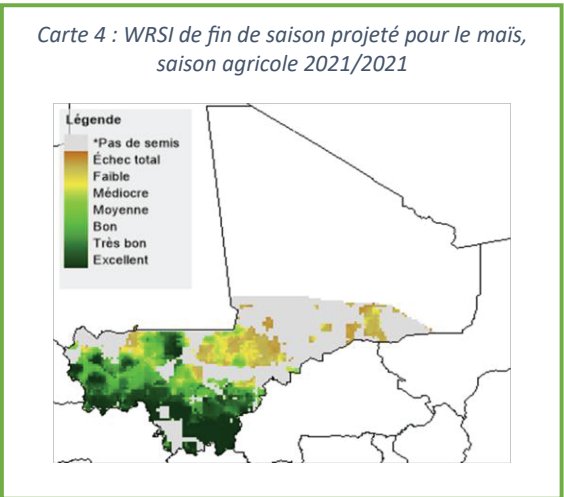 Carte 4 : WRSI de fin de saison projeté pour le maïs,
saison agricole 2021/2021
Légende
*Pas de semis
Échec total
Faible
Médiocre
Moyenne
Bon
Très bon
Excellent